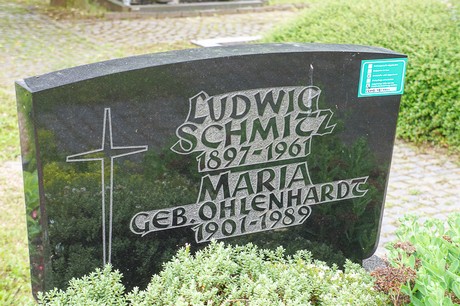 LUDWIG
SCHMITZ
1897-1961
MARIA
GEB. OHLENHARDT
1901-1989